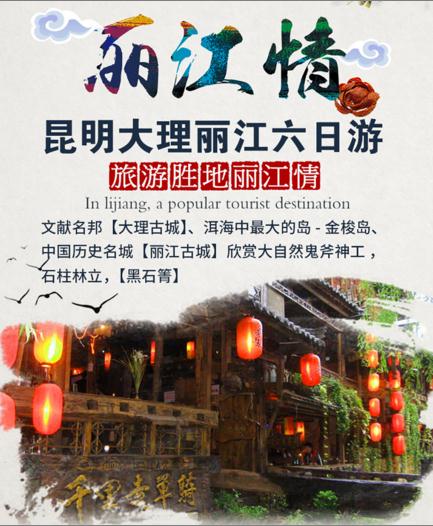 丽江情
昆明大理丽江六日游
旅游胜地丽江情
In lijiang, a popular tourist destination
文献名邦【大理古城】、洱海中最大的岛 - 金梭岛、
中国历史名城【丽江古城】欣赏大自然鬼斧神工，
石柱林立，【黑石箐】
千里走單騎